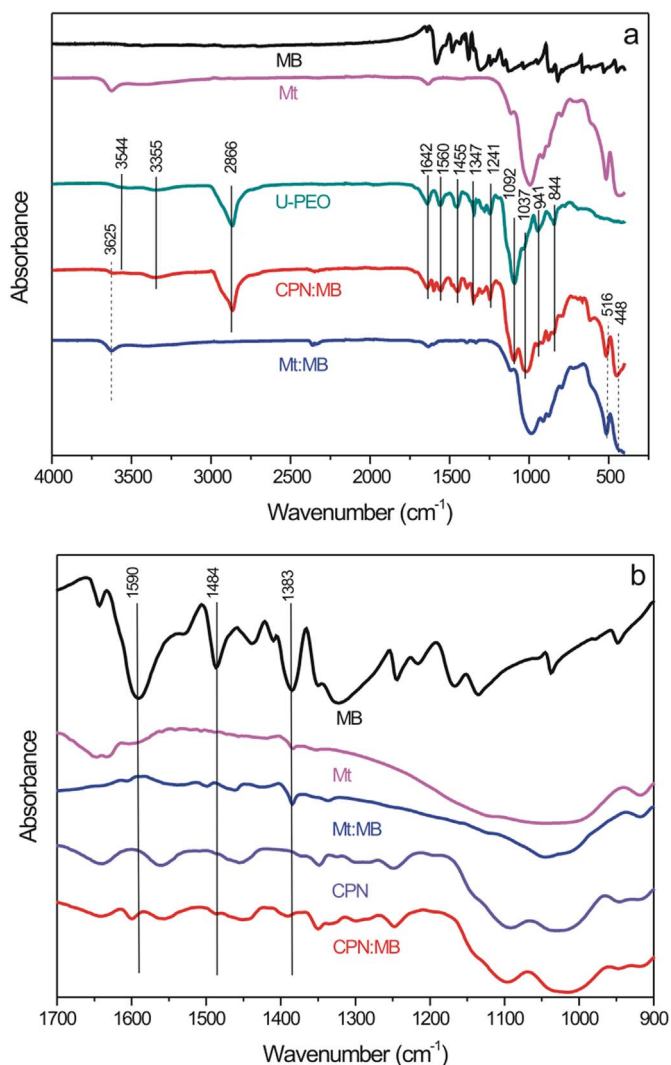 a
MB
Mt
3625
3544
3355
2866
1642
1560
1455
1347
1241
1092
1037
941
844
516
448
U-PEO
CPN:MB
Mt:MB
Absorbance
4000 3500 3000 2500 2000 1500 1000 500
Wavenumber (cm-1)
b
1590
1484
1383
MB
Mt
Mt:MB
CPN
CPN:MB
Absorbance
1700 1600 1500 1400 1300 1200 1100 1000 900
Wavenumber (cm-1)